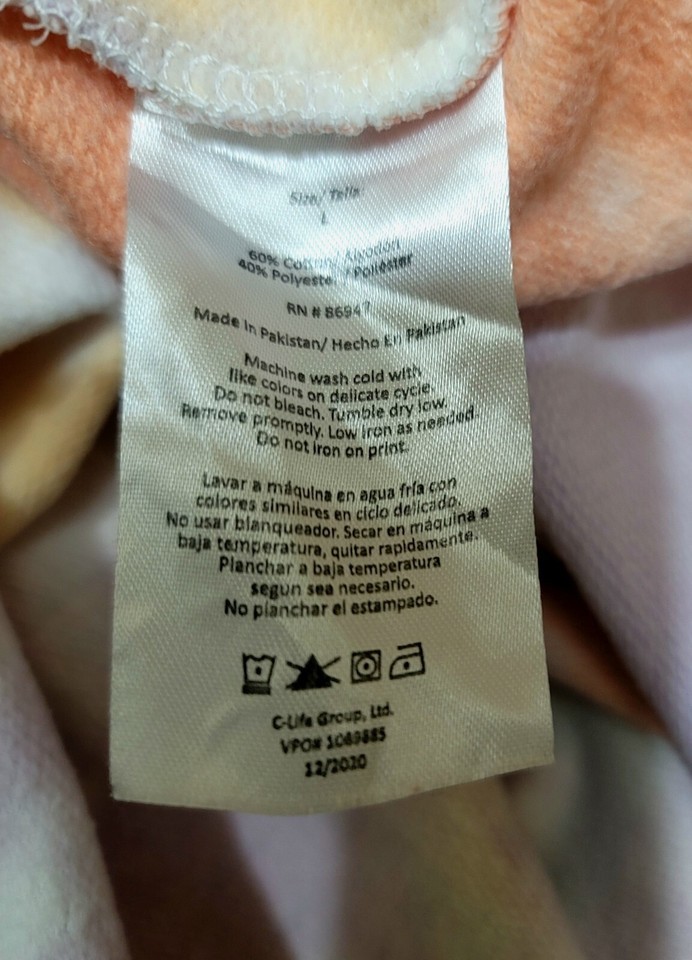 Size/ Talla
L
60% Cotton/ Algodón
40% Polyester/ Poliéster
RN # 86947
Made In Pakistan/ Hecho En Pakistan
Machine wash cold with
like colors on delicate cycle.
Do not bleach. Tumble dry low.
Remove promptly. Low iron as needed.
Do not iron on print.
Lavar a máquina en agua fría con
colores similares en ciclo delicado.
No usar blanqueador. Secar en máquina a
baja temperatura, quitar rapidamente.
Planchar a baja temperatura
segun sea necesario.
No planchar el estampado.
C-Life Group, Ltd.
VPO# 1089885
12/2020